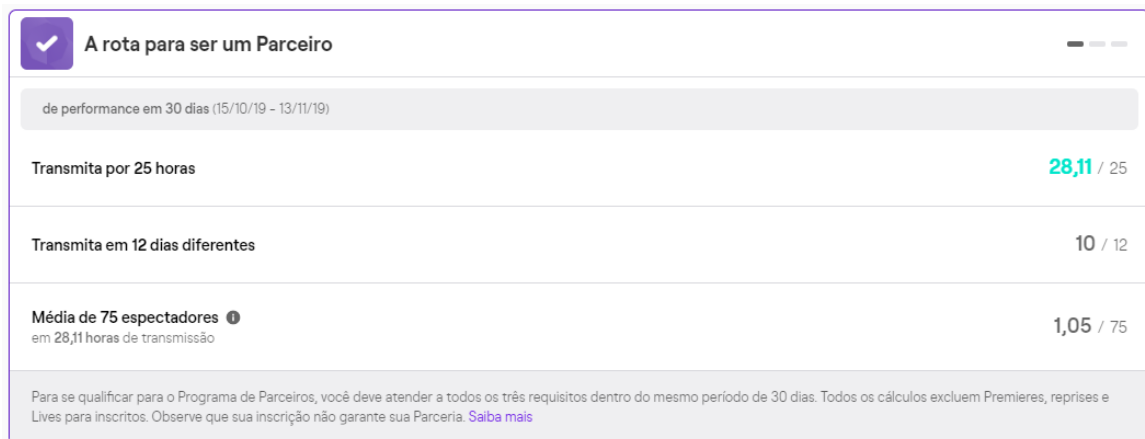 A rota para ser um Parceiro
de performance em 30 dias (15/10/19 - 13/11/19)
Transmita por 25 horas
28,11 / 25
Transmita em 12 dias diferentes
10 / 12
Média de 75 espectadores
em 28,11 horas de transmissão
1,05 / 75
Para se qualificar para o Programa de Parceiros, você deve atender a todos os três requisitos dentro do mesmo período de 30 dias. Todos os cálculos excluem Premieres, reprises e
Lives para inscritos. Observe que sua inscrição não garante sua Parceria. Saiba mais